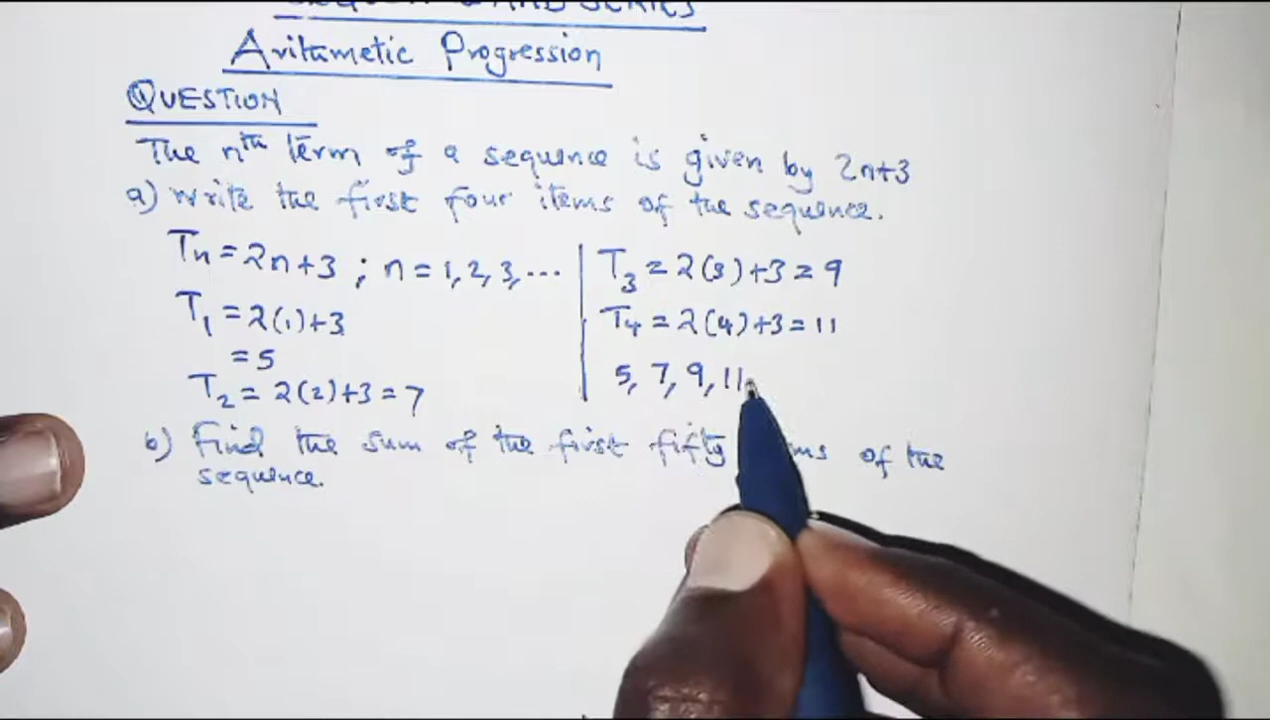 AND SERIES
Aritametic Progression
QUESTION
The nth term of a sequence is given by 2n+3
a) Write the first four items of the sequence.
Tn=2n+3 ; n=1,2,3,...
T1=2(1)+3
=5
T2=2(2)+3=7
T3=2(3)+3=9
T4=2(4)+3=11
5, 7, 9, 11
b) Find the sum of the first fifty of the
sequence.